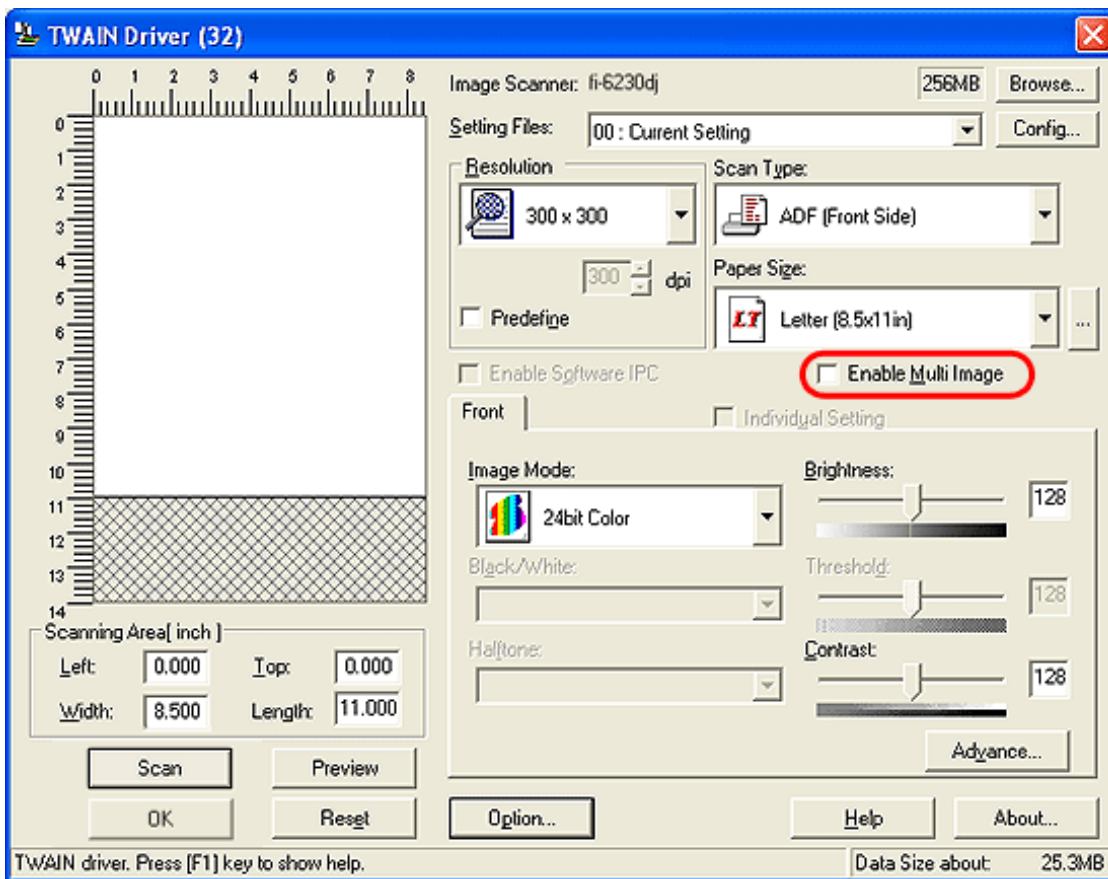 TWAIN Driver (32)
0 1 2 3 4 5 6 7 8
Image Scanner: fi-6230dj 256MB Browse...
Setting Files: 00 : Current Setting Config...
0
1
2
3
4
5
6
7
8
9
10
11
12
13
14
Resolution
300 x 300
300 dpi
Predefine
Scan Type:
ADF (Front Side)
Paper Size:
LT Letter (8.5x11in) ...
Enable Software IPC Enable Multi Image
Front Individual Setting
Image Mode:
24bit Color
Black/White:
Halftone:
Brightness:
128
Threshold:
128
Contrast:
128
Advance...
Scanning Area[ inch ]
Left: 0.000 Top: 0.000
Width: 8.500 Length: 11.000
Scan Preview
OK Reset Option... Help About...
TWAIN driver. Press [F1] key to show help. Data Size about: 25.3MB